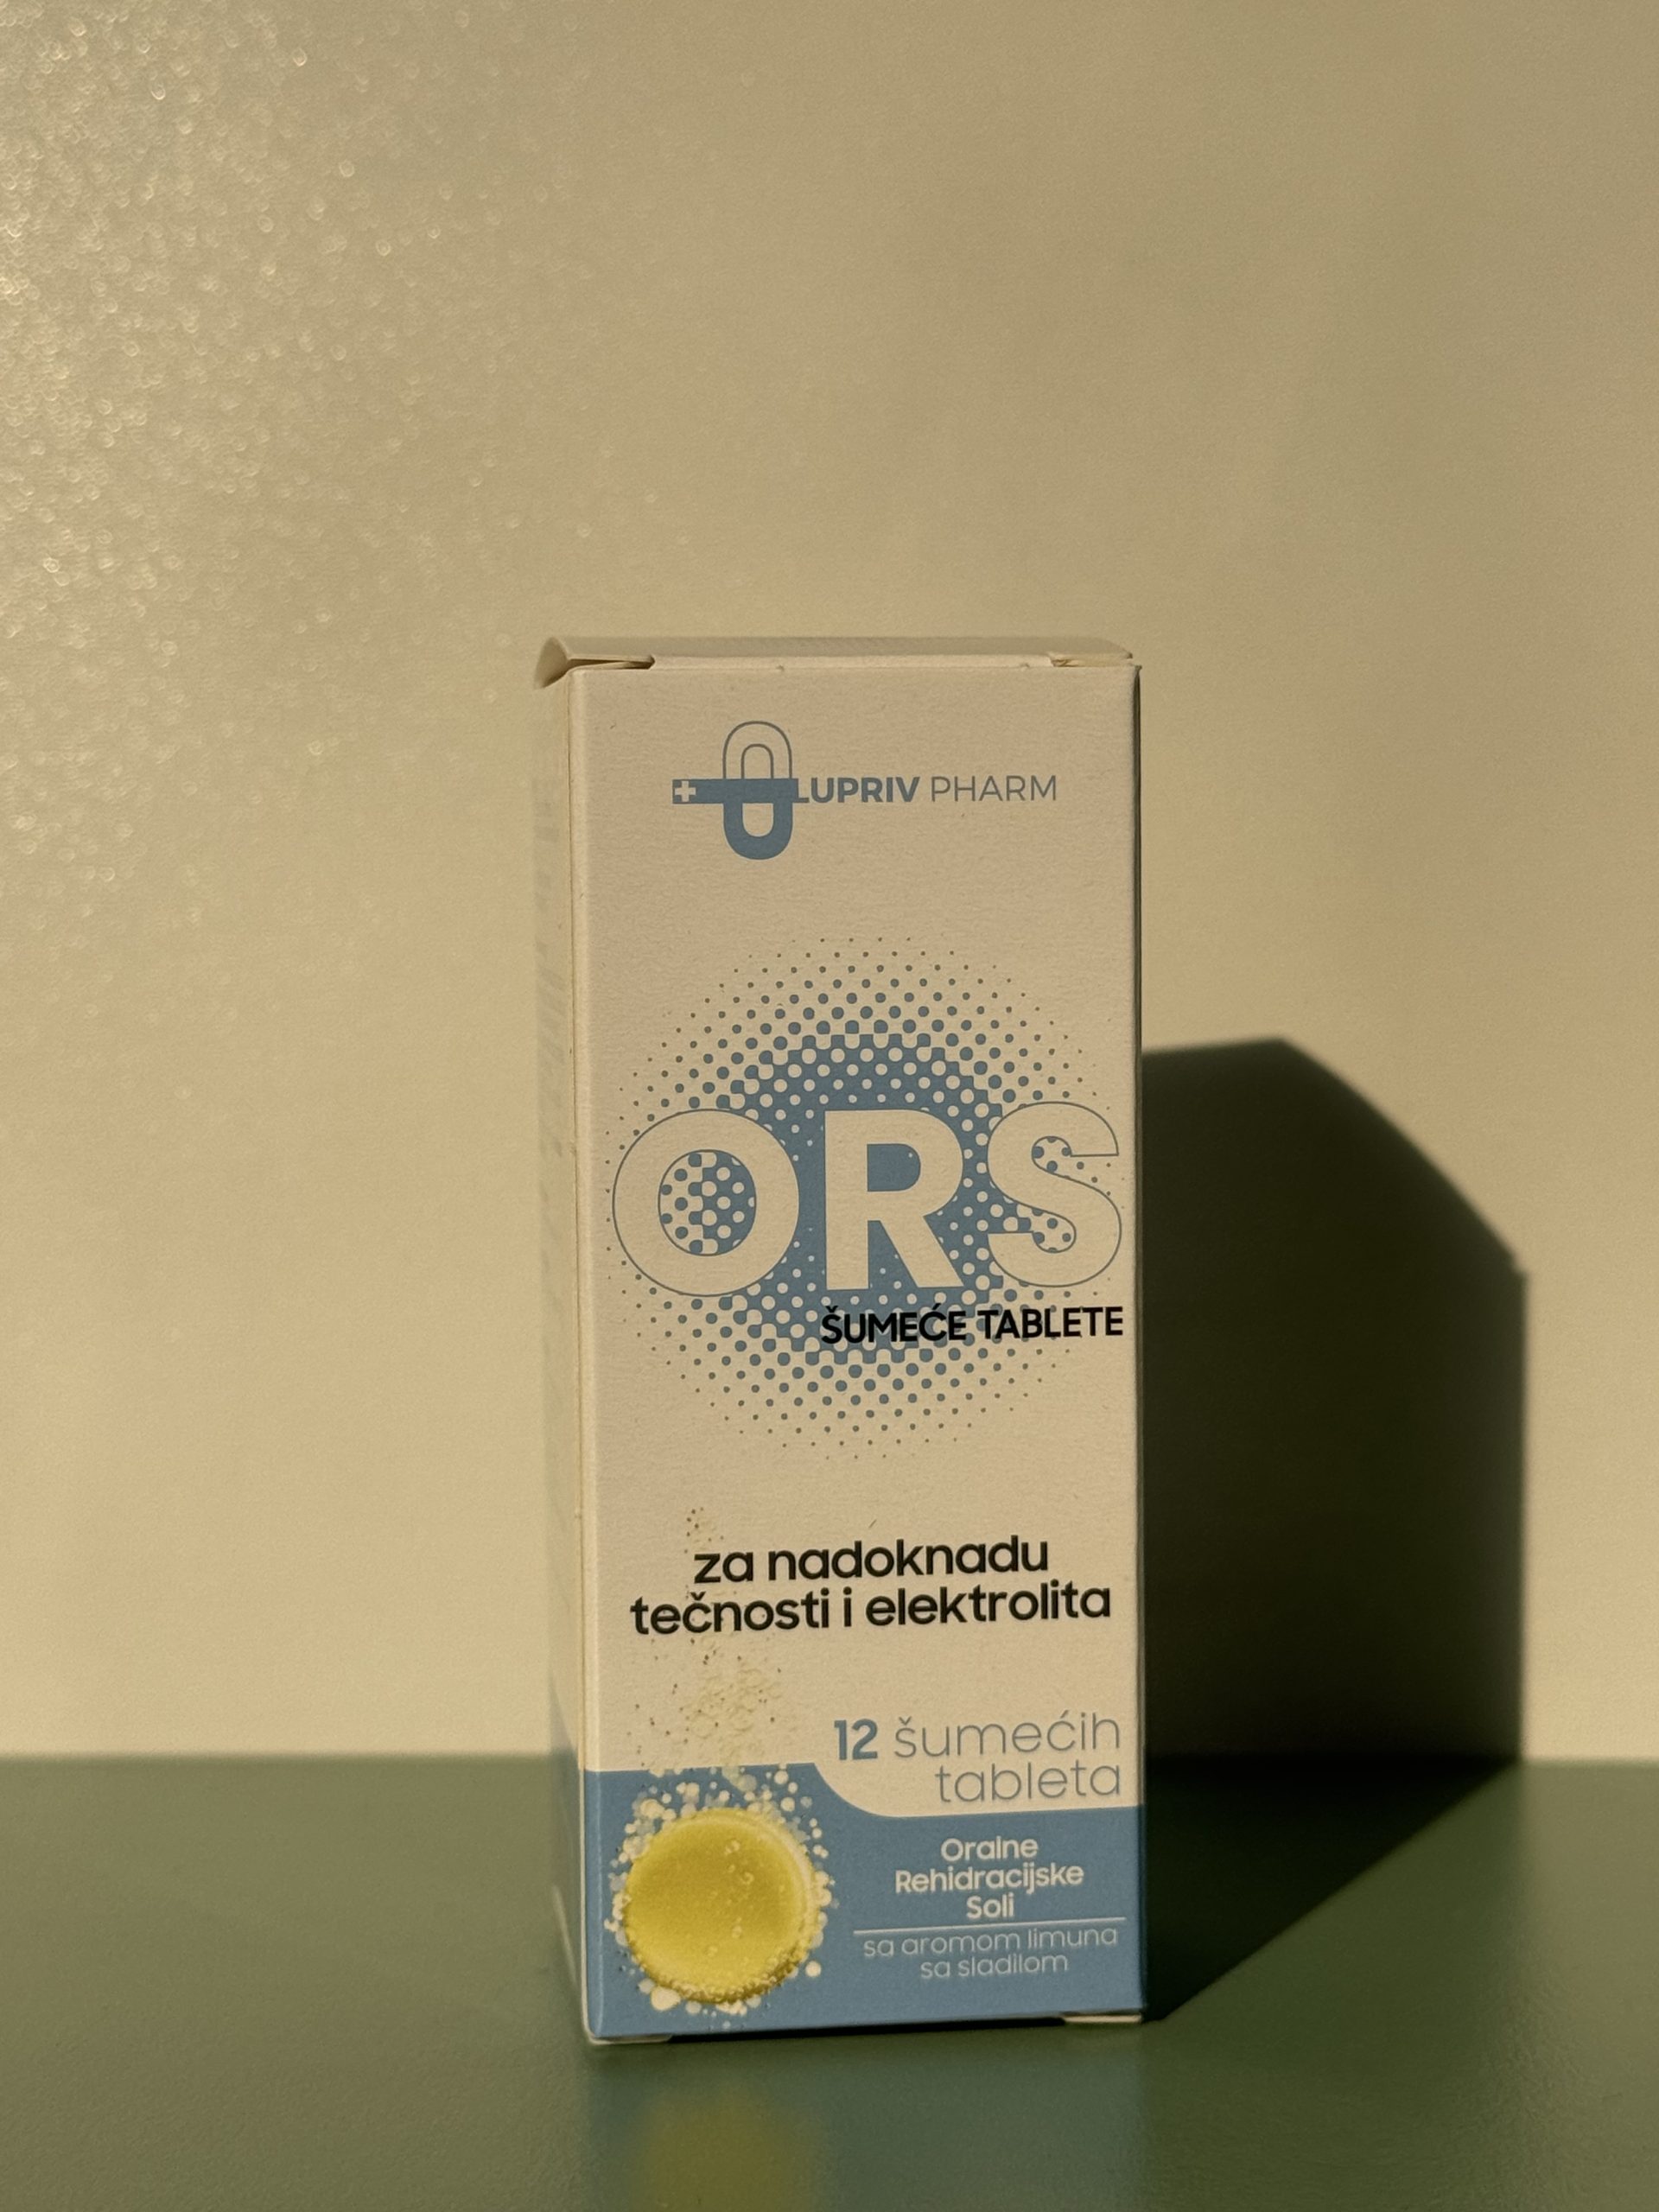 LUPRIV PHARM
ORS
ŠUMEĆE TABLETE
za nadoknadu
tečnosti i elektrolita
12 šumećih
tableta
Oralne
Rehidracijske
Soli
sa aromom limuna
sa sladilom